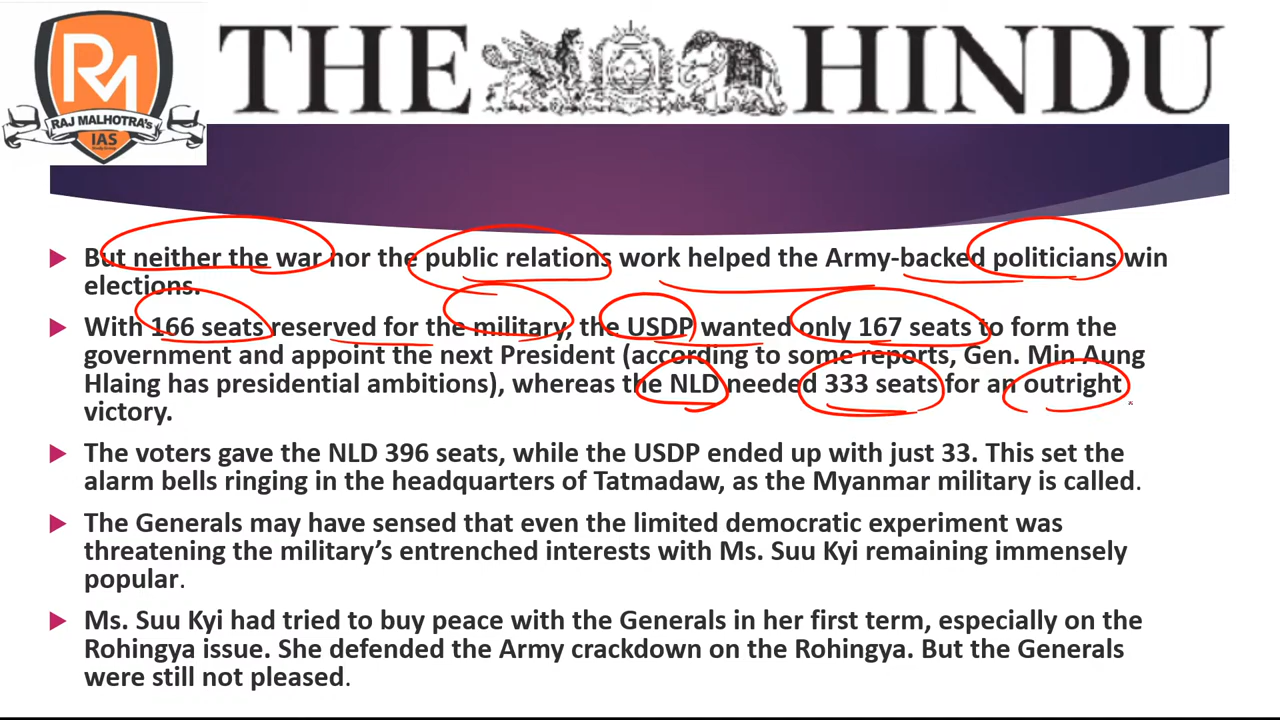 RM
RAJ MALHOTRA'S
IAS
Study Group
THE HINDU
But neither the war nor the public relations work helped the Army-backed politicians win
elections.
With 166 seats reserved for the military, the USDP wanted only 167 seats to form the
government and appoint the next President (according to some reports, Gen. Min Aung
Hlaing has presidential ambitions), whereas the NLD needed 333 seats for an outright
victory.
The voters gave the NLD 396 seats, while the USDP ended up with just 33. This set the
alarm bells ringing in the headquarters of Tatmadaw, as the Myanmar military is called.
The Generals may have sensed that even the limited democratic experiment was
threatening the military’s entrenched interests with Ms. Suu Kyi remaining immensely
popular.
Ms. Suu Kyi had tried to buy peace with the Generals in her first term, especially on the
Rohingya issue. She defended the Army crackdown on the Rohingya. But the Generals
were still not pleased.